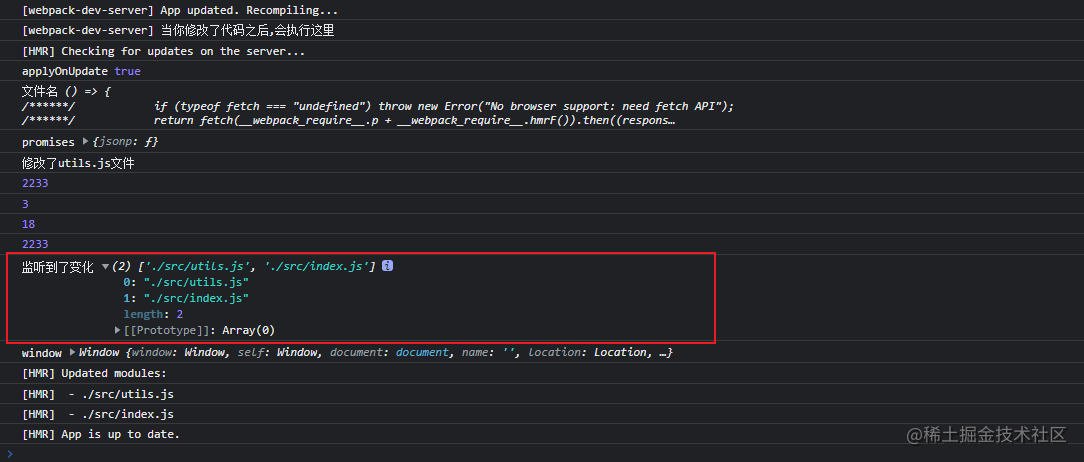 [webpack-dev-server] App updated. Recompiling...
[webpack-dev-server] 当你修改了代码之后,会执行这里
[HMR] Checking for updates on the server...
applyOnUpdate true
文件名 () => {
/******/ if (typeof fetch === "undefined") throw new Error("No browser support: need fetch API");
/******/ return fetch(__webpack_require__.p + __webpack_require__.hmrF()).then((respons…
promises ▶{jsonp: ƒ}
修改了utils.js文件
2233
3
18
2233
监听到了变化 ▼(2) ['./src/utils.js', './src/index.js'] i
0: "./src/utils.js"
1: "./src/index.js"
length: 2
▶[[Prototype]]: Array(0)
window ▶Window {window: Window, self: Window, document: document, name: '', location: Location, …}
[HMR] Updated modules:
[HMR]  - ./src/utils.js
[HMR]  - ./src/index.js
[HMR] App is up to date.
@稀土掘金技术社区